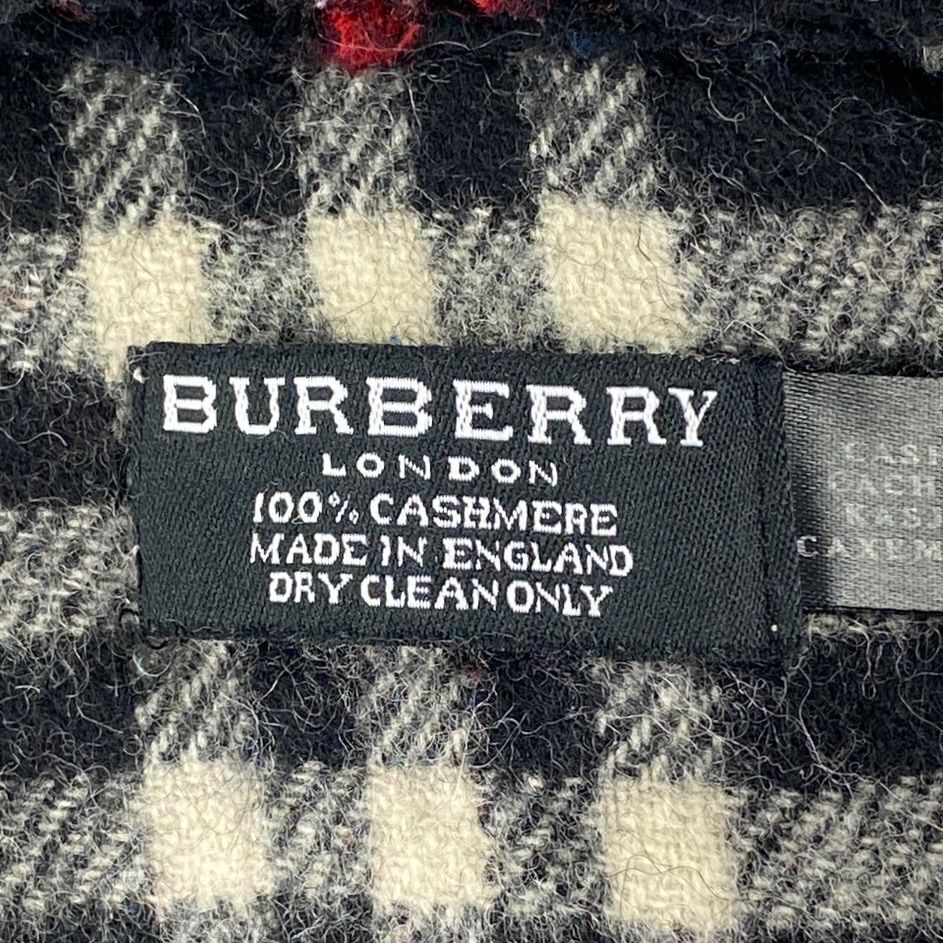 BURBERRY
LONDON
100% CASHMERE
MADE IN ENGLAND
DRY CLEAN ONLY